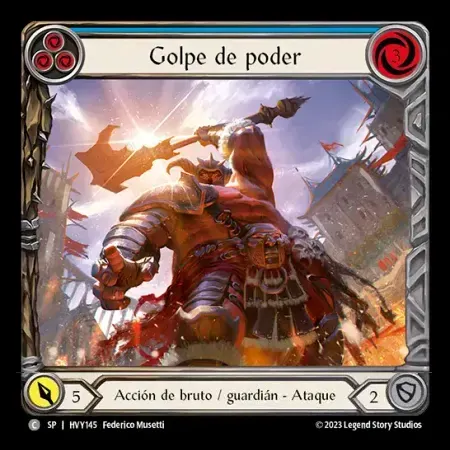 Golpe de poder
3
5
Acción de bruto / guardián - Ataque
2
C SP | HVY145 Federico Musetti
© 2023 Legend Story Studios